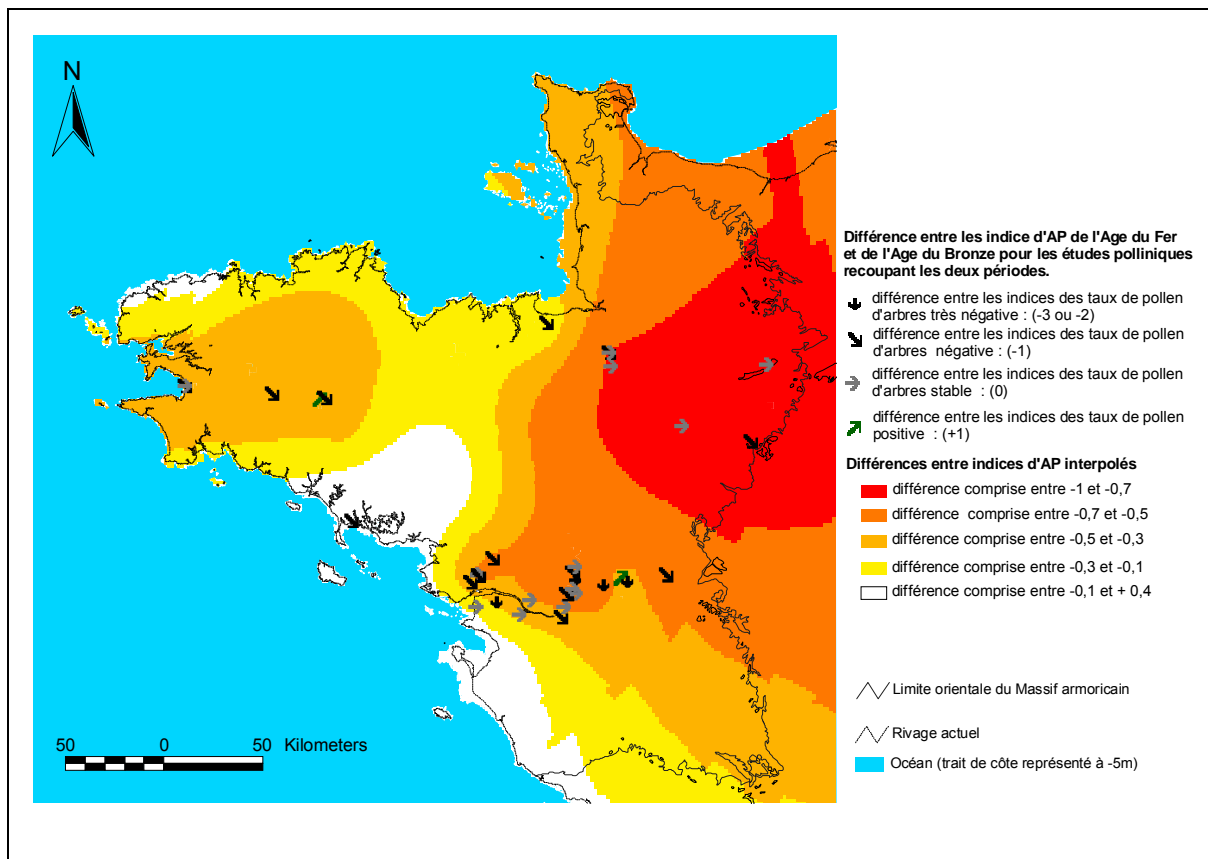 N
50 0 50 Kilometers
Différence entre les indice d'AP de l'Age du Fer
et de l'Age du Bronze pour les études polliniques
recoupant les deux périodes.
différence entre les indices des taux de pollen
d'arbres très négative : (-3 ou -2)
différence entre les indices des taux de pollen
d'arbres négative : (-1)
différence entre les indices des taux de pollen
d'arbres stable : (0)
différence entre les indices des taux de pollen
positive : (+1)
Différences entre indices d'AP interpolés
différence comprise entre -1 et -0,7
différence comprise entre -0,7 et -0,5
différence comprise entre -0,5 et -0,3
différence comprise entre -0,3 et -0,1
différence comprise entre -0,1 et + 0,4
Limite orientale du Massif armoricain
Rivage actuel
Océan (trait de côte représenté à -5m)